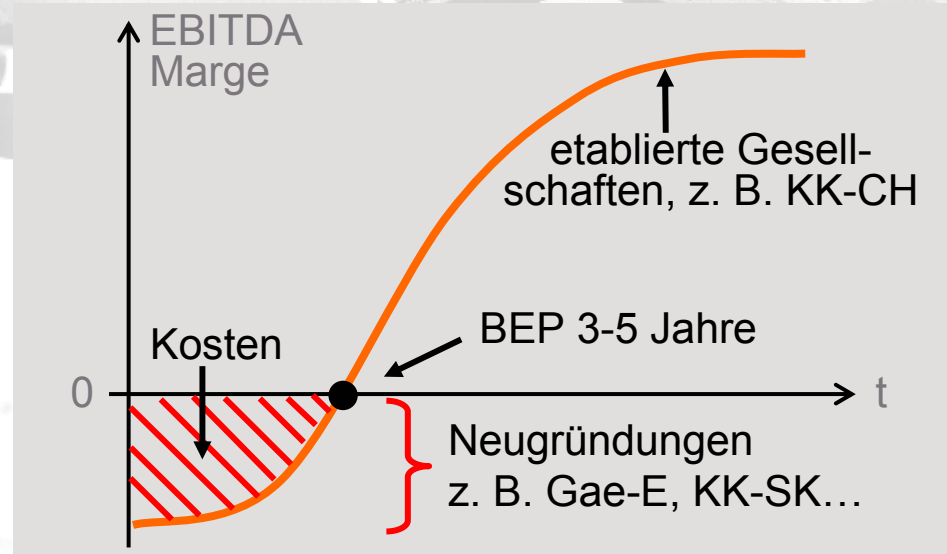 EBITDA
Marge
etablierte Gesell-
schaften, z. B. KK-CH
BEP 3-5 Jahre
Kosten
0
t
Neugründungen
z. B. Gae-E, KK-SK…